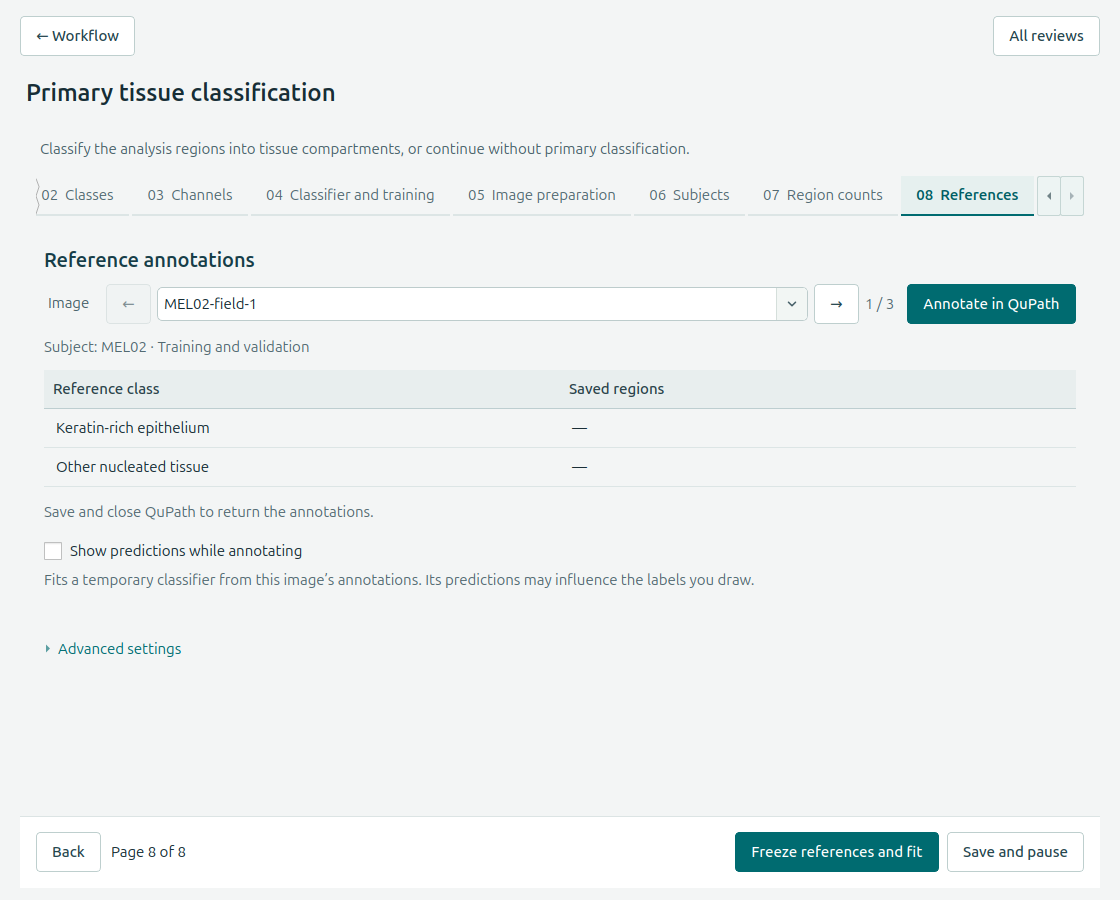 ← Workflow
All reviews
Primary tissue classification
Classify the analysis regions into tissue compartments, or continue without primary classification.
02 Classes
03 Channels
04 Classifier and training
05 Image preparation
06 Subjects
07 Region counts
08 References
Reference annotations
Image
←
MEL02-field-1
→
1 / 3
Annotate in QuPath
Subject: MEL02 · Training and validation
Reference class
Saved regions
Keratin-rich epithelium
—
Other nucleated tissue
—
Save and close QuPath to return the annotations.
Show predictions while annotating
Fits a temporary classifier from this image’s annotations. Its predictions may influence the labels you draw.
Advanced settings
Back
Page 8 of 8
Freeze references and fit
Save and pause